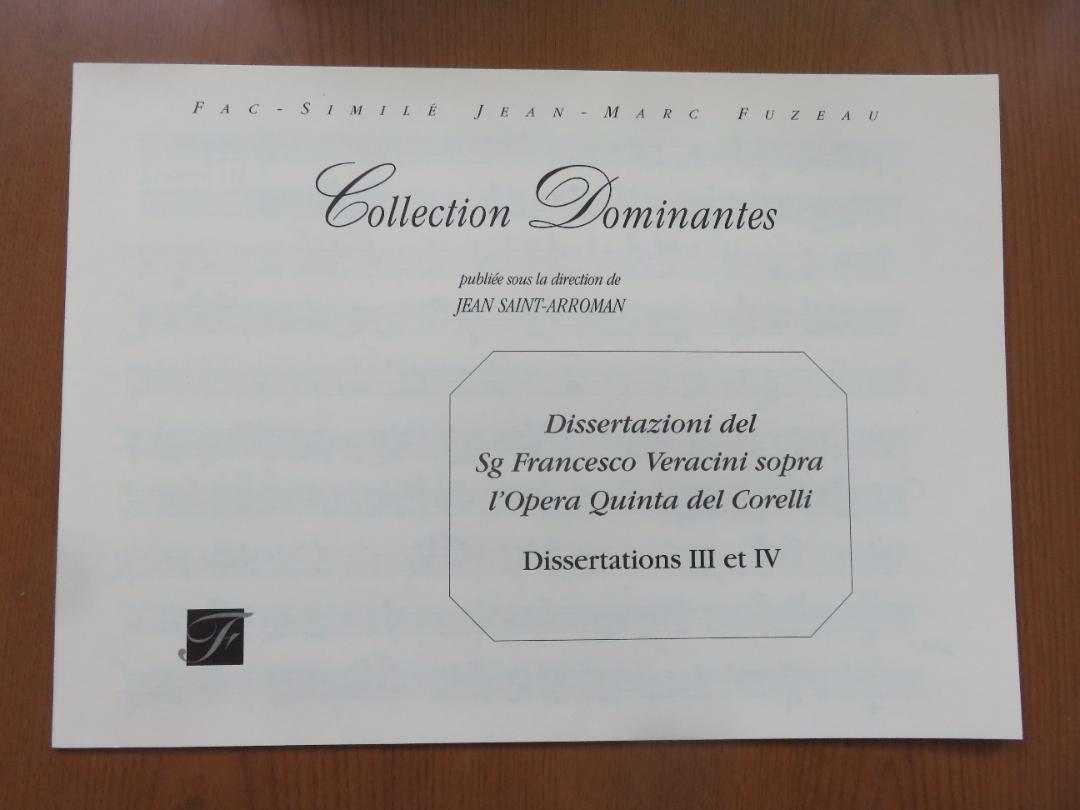 FAC-SIMILÉ JEAN-MARC FUZEAU
Collection Dominantes
publiée sous la direction de
JEAN SAINT-ARROMAN
Dissertazioni del
Sg Francesco Veracini sopra
l'Opera Quinta del Corelli
Dissertations III et IV
F